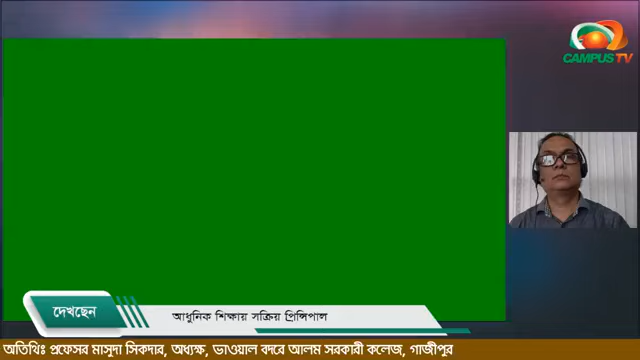 CAMPUS TV
দেখছেন
আধুনিক শিক্ষায় সক্রিয় প্রিন্সিপাল
অতিথিঃ প্রফেসর মাসুদা সিকদার, অধ্যক্ষ, ভাওয়াল বদরে আলম সরকারী কলেজ, গাজীপুর